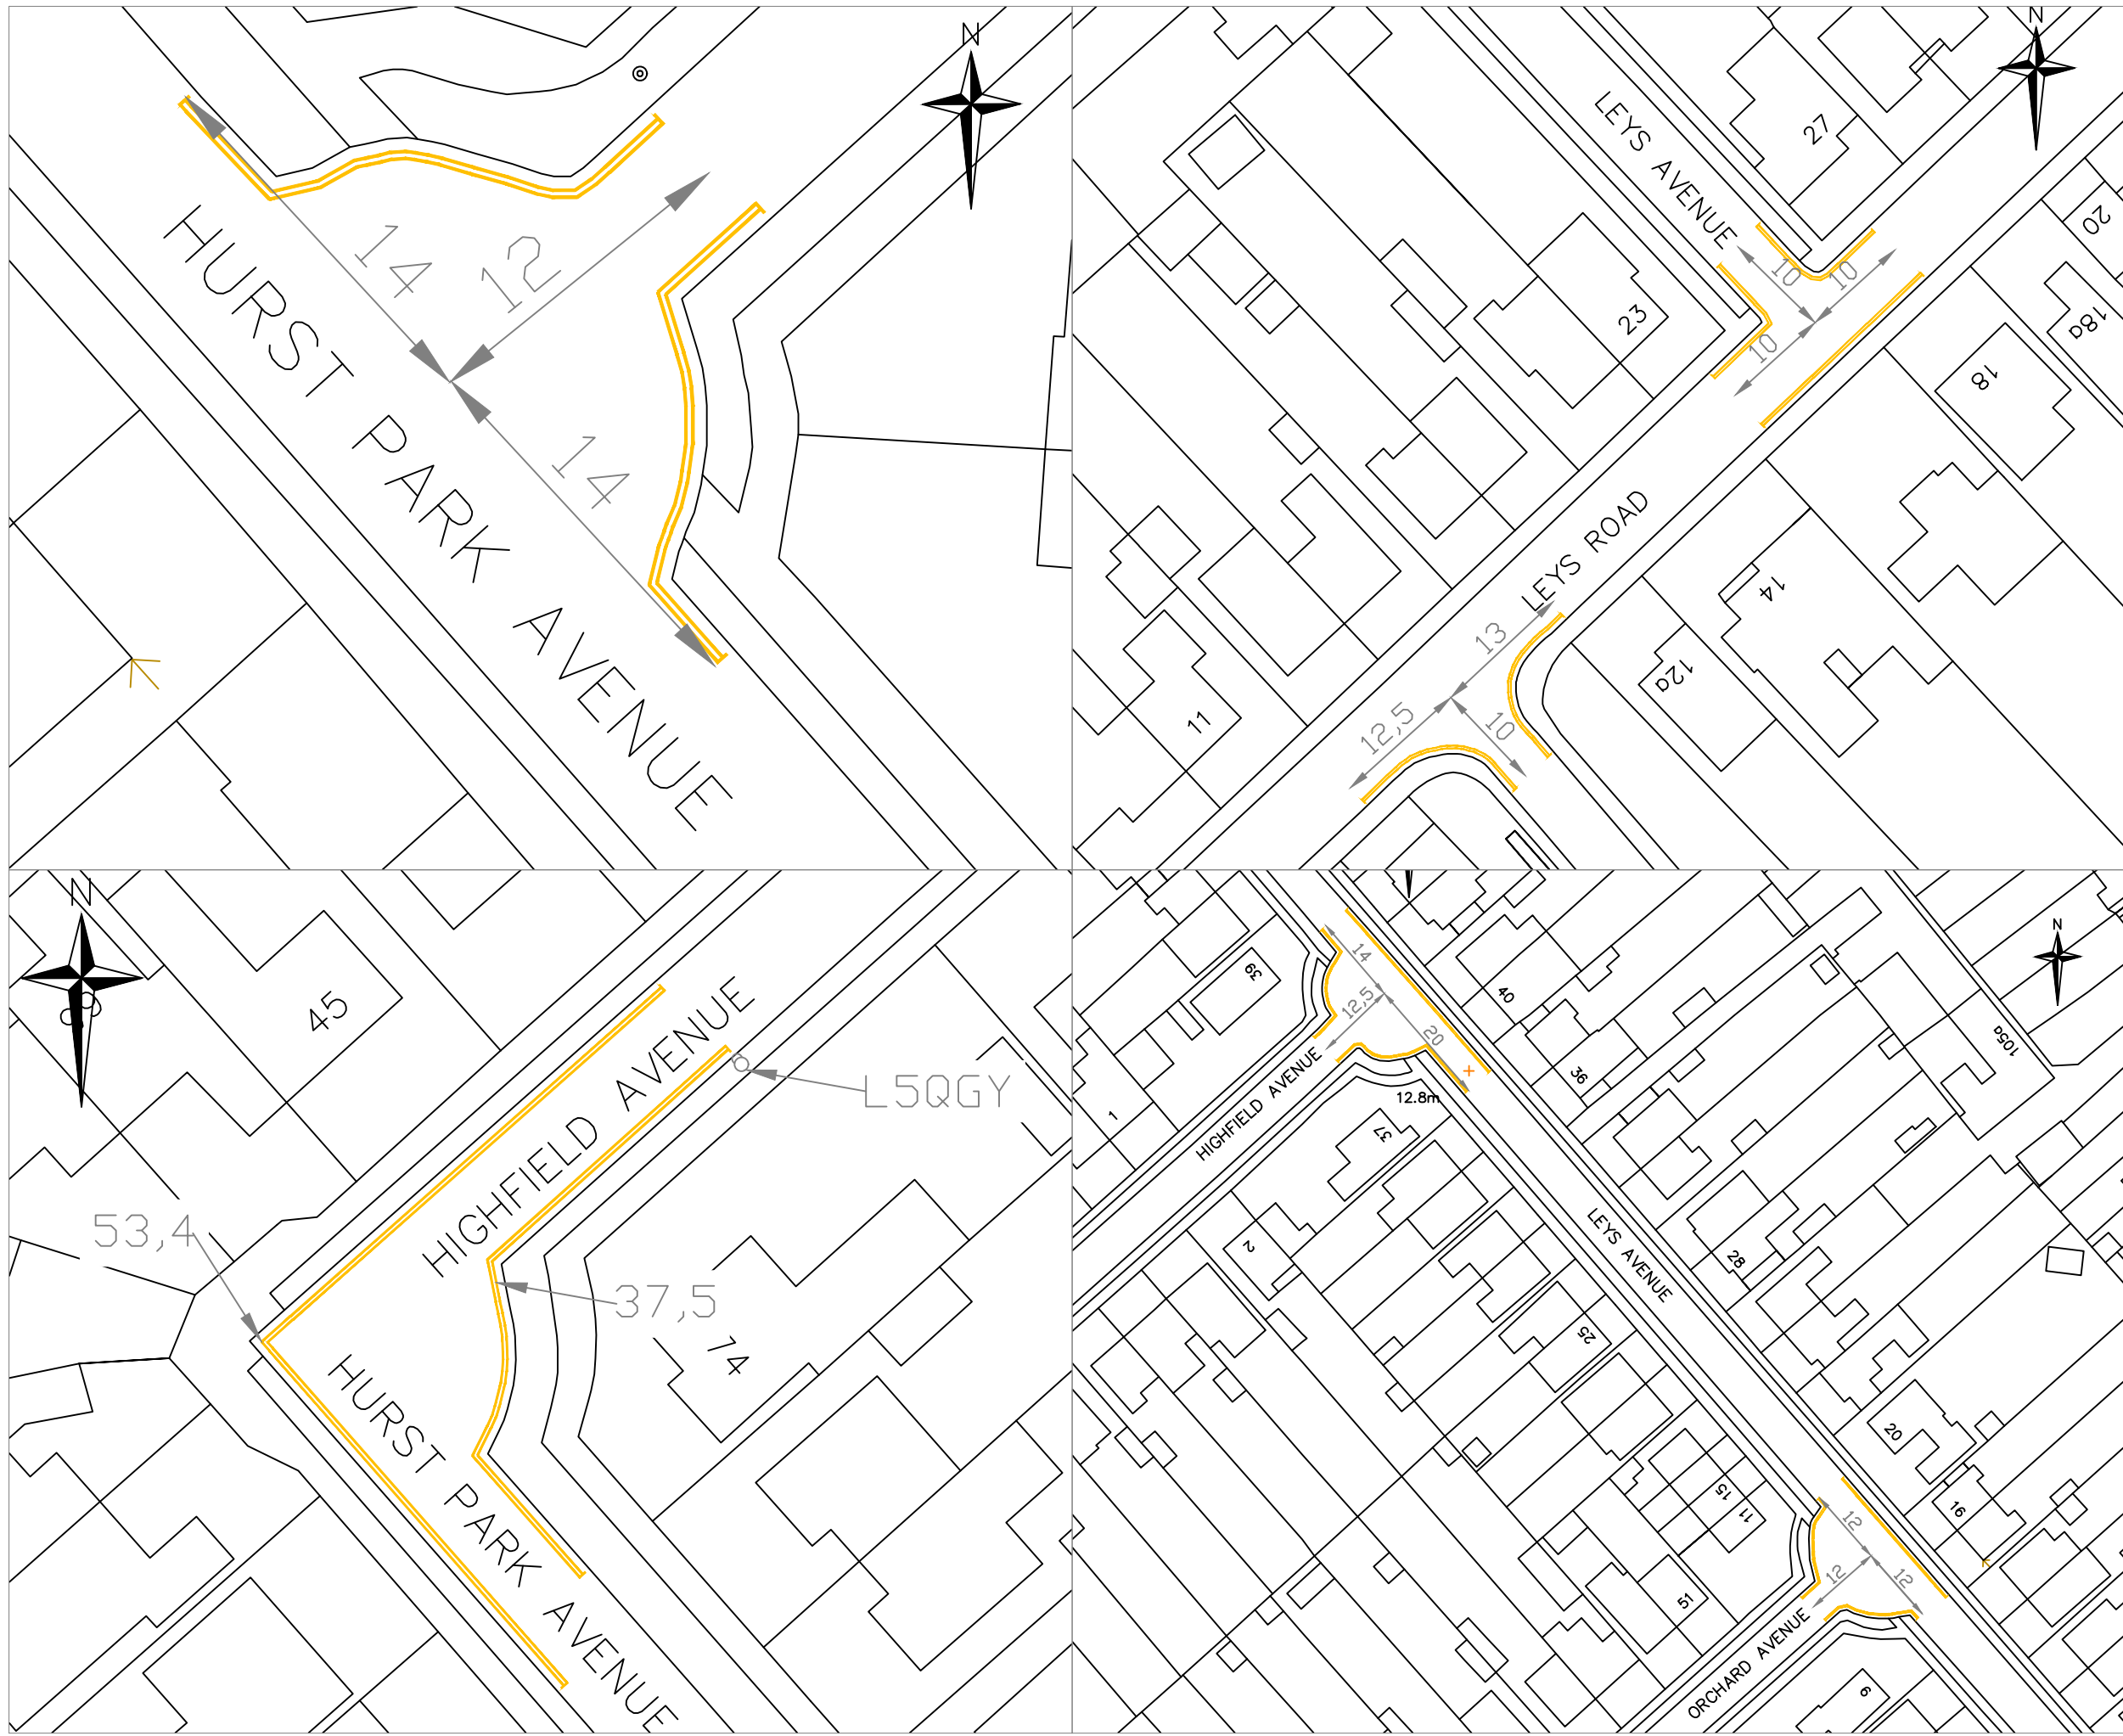 N
14
12
HURST PARK AVENUE
14
N
LEYS AVENUE
27
20
10
10
18a
23
10
18
LEYS ROAD
14
13
12a
12,5
10
11
N
45
HIGHFIELD AVENUE
L5QGY
53,4
37,5
74
HURST PARK AVENUE
N
14
39
40
12,5
20
105a
36
HIGHFIELD AVENUE
12.8m
1
37
2
LEYS AVENUE
28
25
20
15
11
16
12
12
12
51
ORCHARD AVENUE
6